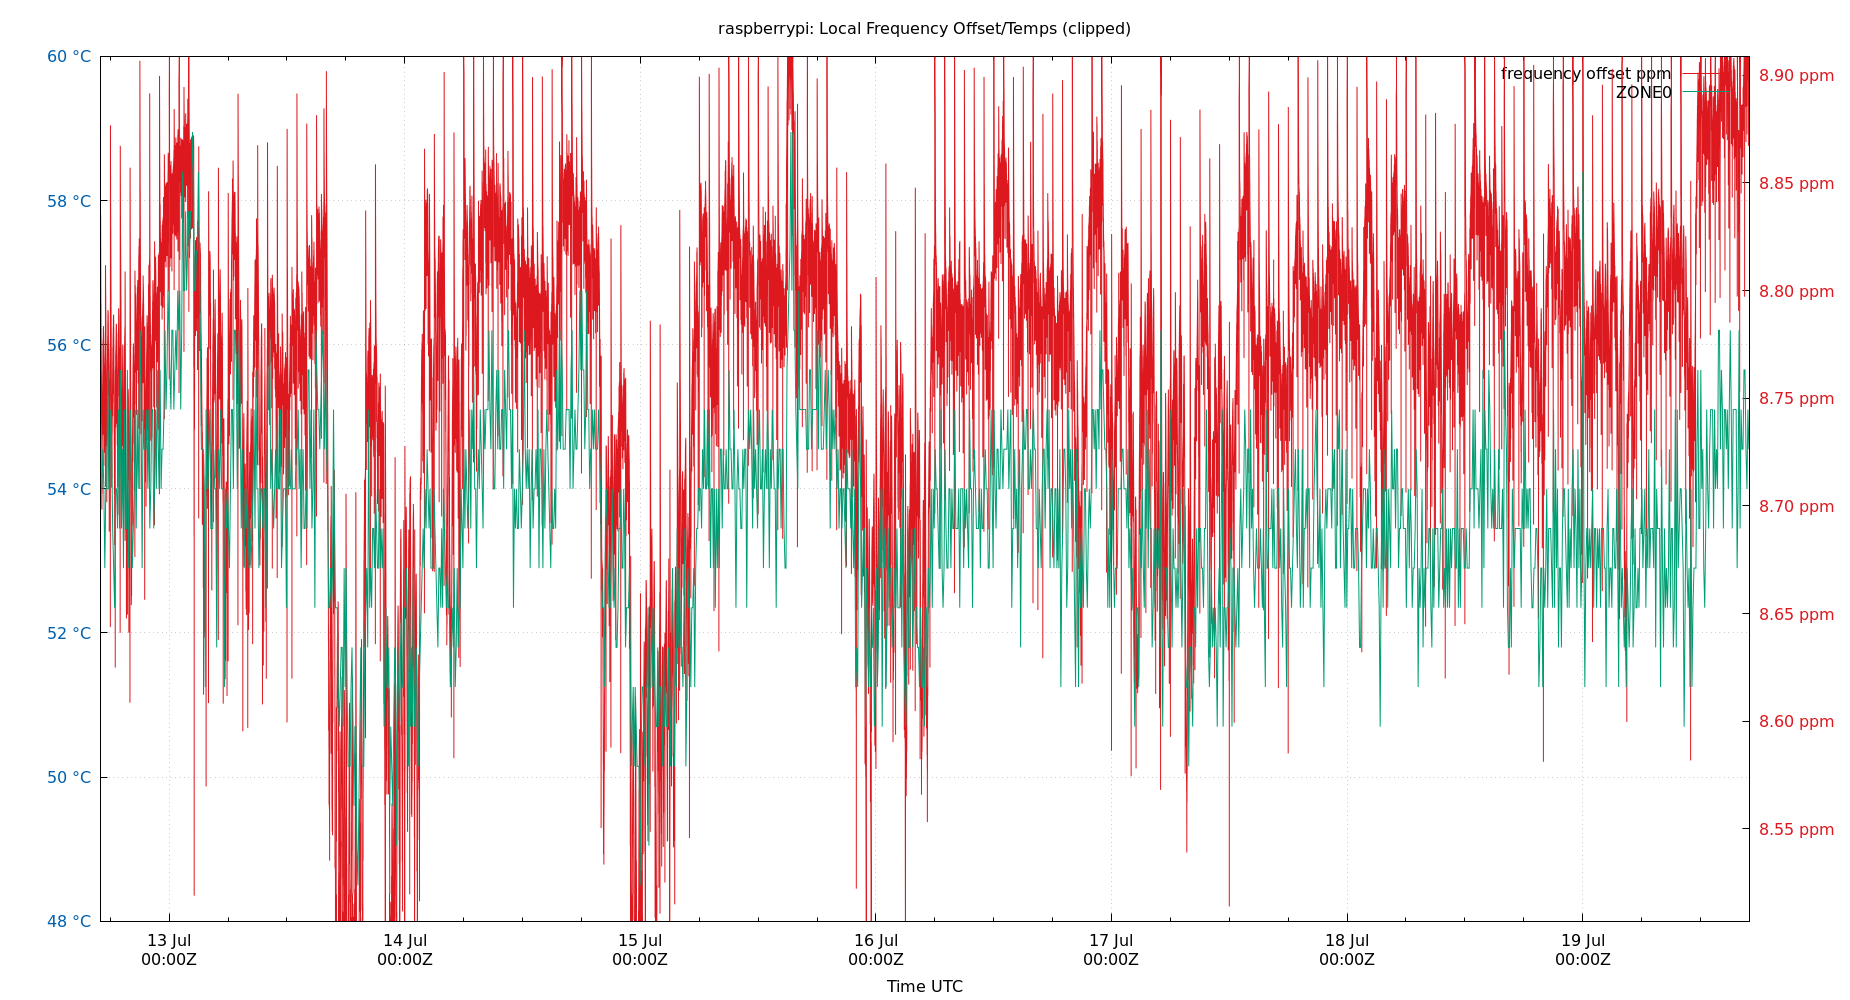 raspberrypi: Local Frequency Offset/Temps (clipped)
60 °C
58 °C
56 °C
54 °C
52 °C
50 °C
48 °C
frequency offset ppm
ZONE0
8.90 ppm
8.85 ppm
8.80 ppm
8.75 ppm
8.70 ppm
8.65 ppm
8.60 ppm
8.55 ppm
13 Jul
00:00Z
14 Jul
00:00Z
15 Jul
00:00Z
16 Jul
00:00Z
17 Jul
00:00Z
18 Jul
00:00Z
19 Jul
00:00Z
Time UTC